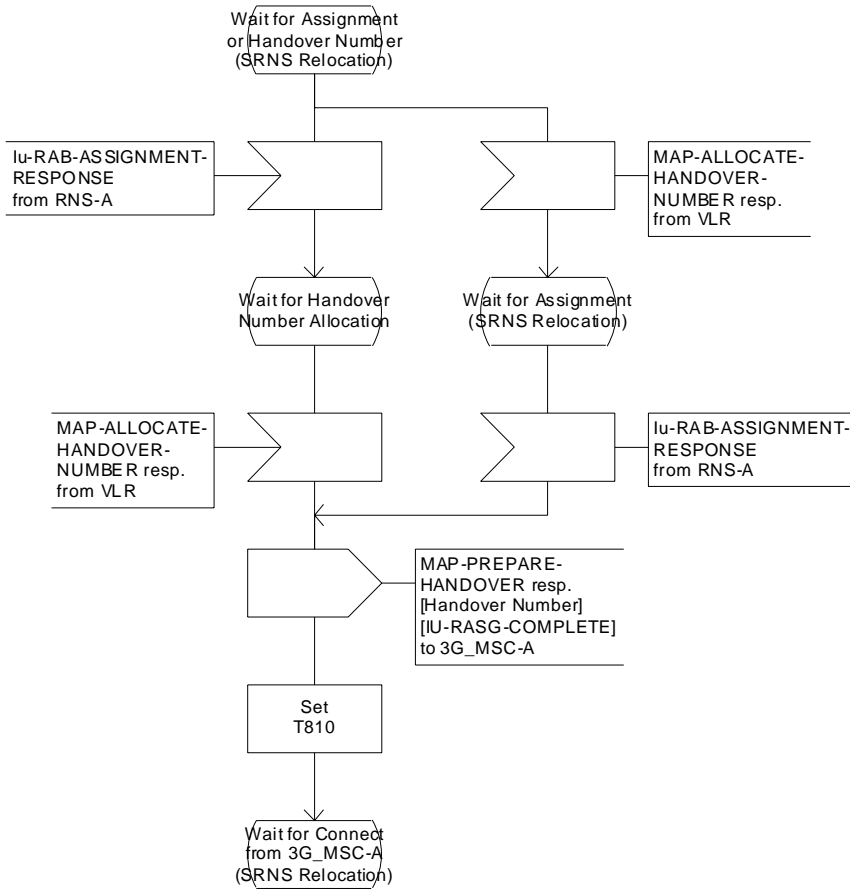 Wait for Assignment
or Handover Number
(SRNS Relocation)
Iu-RAB-ASSIGNMENT-
RESPONSE
from RNS-A
MAP-ALLOCATE-
HANDOVER-
NUMBER resp.
from VLR
Wait for Handover
Number Allocation
Wait for Assignment
(SRNS Relocation)
MAP-ALLOCATE-
HANDOVER-
NUMBER resp.
from VLR
Iu-RAB-ASSIGNMENT-
RESPONSE
from RNS-A
MAP-PREPARE-
HANDOVER resp.
[Handover Number]
[IU-RASG-COMPLETE]
to 3G_MSC-A
Set
T810
Wait for Connect
from 3G_MSC-A
(SRNS Relocation)